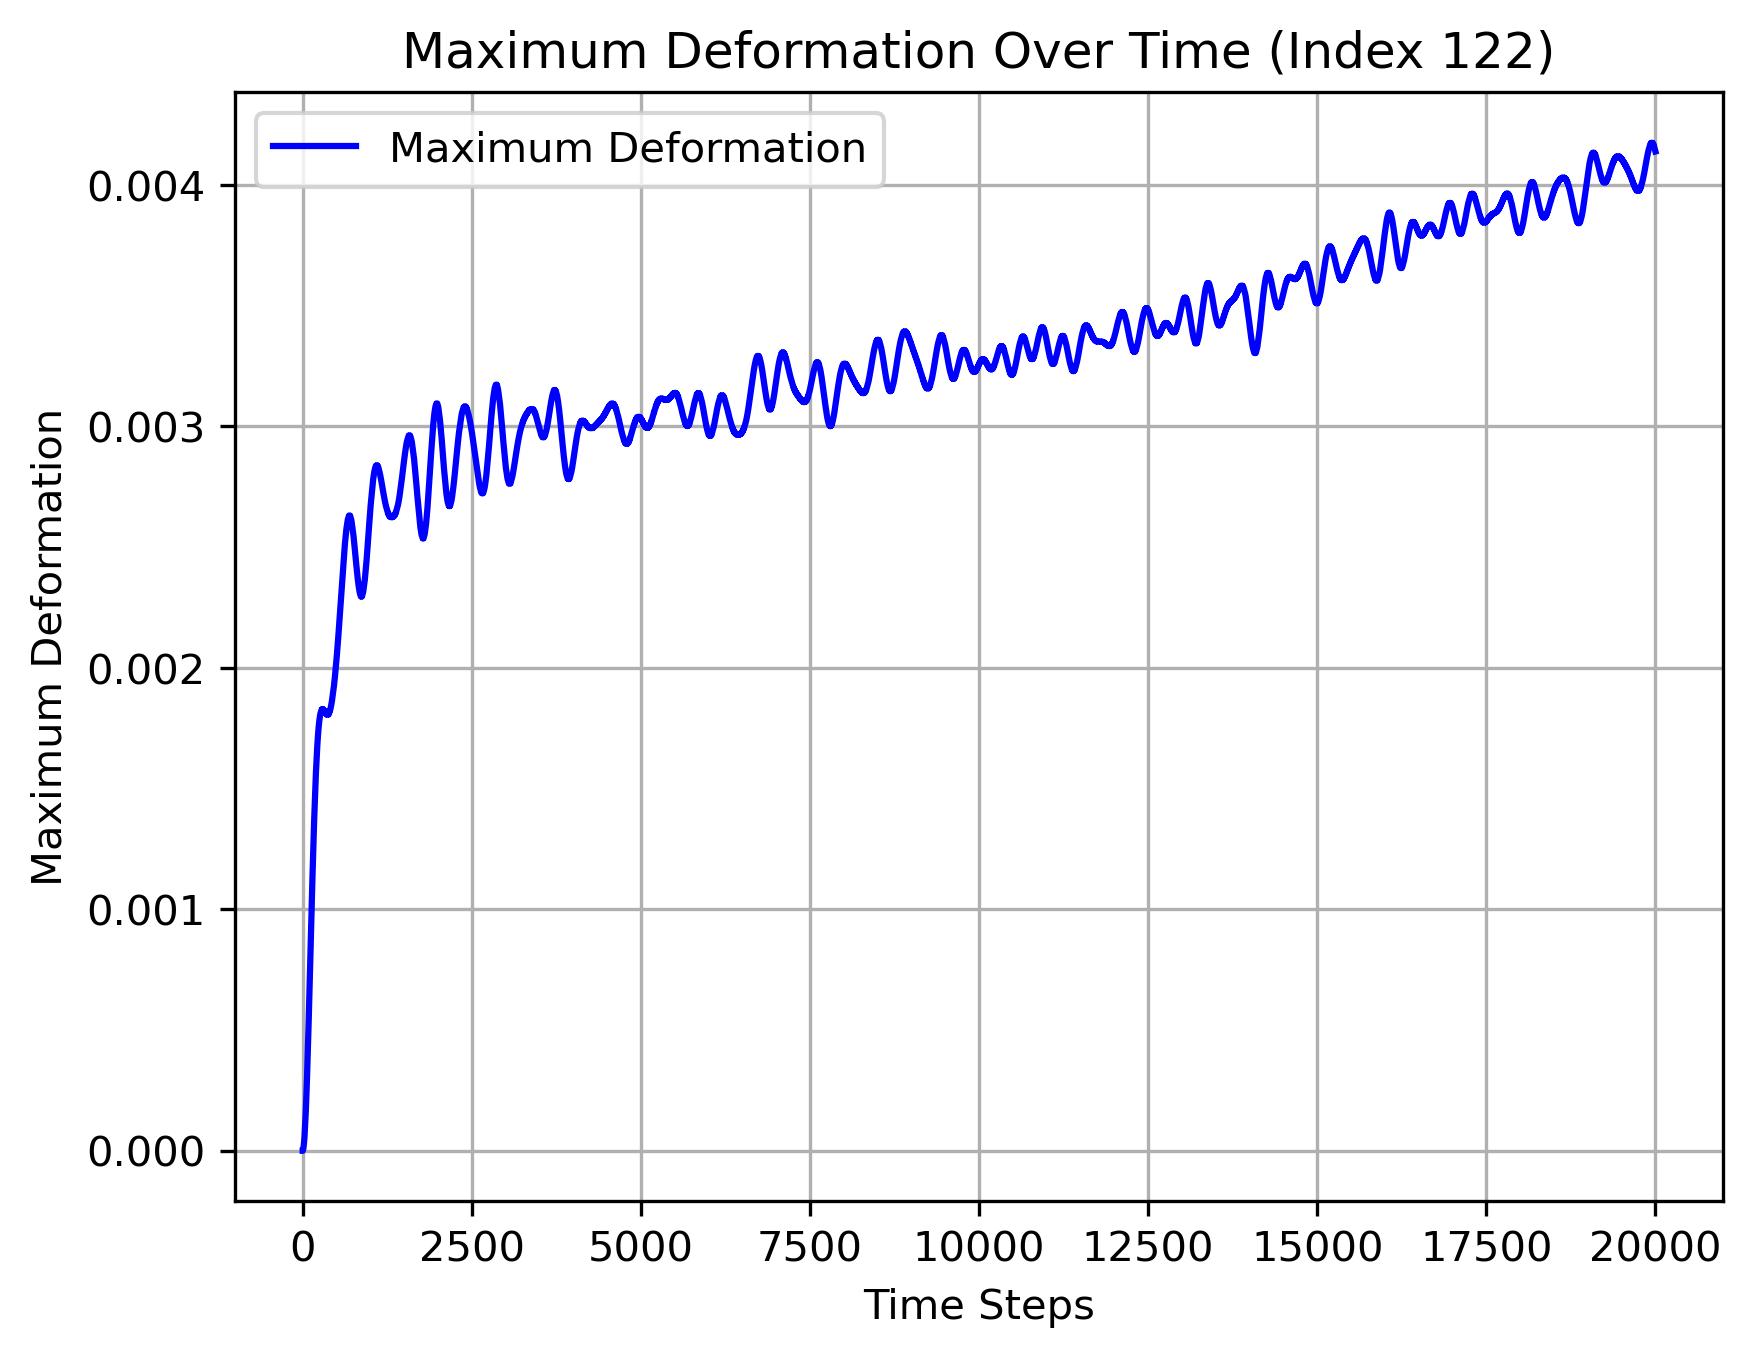 Maximum Deformation Over Time (Index 122)
Maximum Deformation
Maximum Deformation
0.004
0.003
0.002
0.001
0.000
0 2500 5000 7500 10000 12500 15000 17500 20000
Time Steps